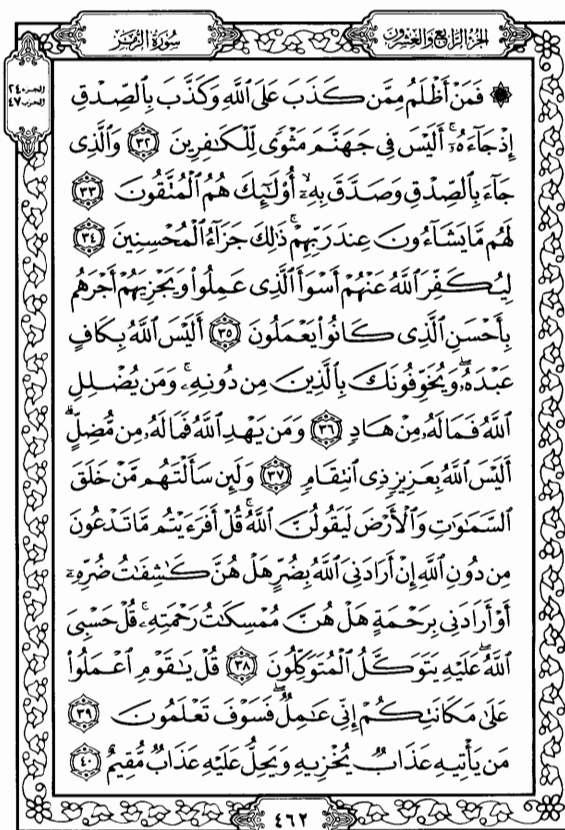 الجزء الرابع والعشرون
سورة الزمر
الجزء ٢٤
الحزب ٤٧
۞ فَمَنْ أَظْلَمُ مِمَّن كَذَبَ عَلَى ٱللَّهِ وَكَذَّبَ بِٱلصِّدْقِ
إِذْ جَآءَهُۥٓ ۚ أَلَيْسَ فِى جَهَنَّمَ مَثْوًى لِّلْكَـٰفِرِينَ ٣٢ وَٱلَّذِى
جَآءَ بِٱلصِّدْقِ وَصَدَّقَ بِهِۦٓ ۙ أُو۟لَـٰٓئِكَ هُمُ ٱلْمُتَّقُونَ ٣٣
لَهُم مَّا يَشَآءُونَ عِندَ رَبِّهِمْ ۚ ذَٰلِكَ جَزَآءُ ٱلْمُحْسِنِينَ ٣٤
لِيُكَفِّرَ ٱللَّهُ عَنْهُمْ أَسْوَأَ ٱلَّذِى عَمِلُوا۟ وَيَجْزِيَهُمْ أَجْرَهُم
بِأَحْسَنِ ٱلَّذِى كَانُوا۟ يَعْمَلُونَ ٣٥ أَلَيْسَ ٱللَّهُ بِكَافٍ
عَبْدَهُۥ ۖ وَيُخَوِّفُونَكَ بِٱلَّذِينَ مِن دُونِهِۦ ۚ وَمَن يُضْلِلِ
ٱللَّهُ فَمَا لَهُۥ مِنْ هَادٍ ٣٦ وَمَن يَهْدِ ٱللَّهُ فَمَا لَهُۥ مِن مُّضِلٍّ ۗ
أَلَيْسَ ٱللَّهُ بِعَزِيزٍ ذِى ٱنتِقَامٍ ٣٧ وَلَئِن سَأَلْتَهُم مَّنْ خَلَقَ
ٱلسَّمَـٰوَٰتِ وَٱلْأَرْضَ لَيَقُولُنَّ ٱللَّهُ ۚ قُلْ أَفَرَءَيْتُم مَّا تَدْعُونَ
مِن دُونِ ٱللَّهِ إِنْ أَرَادَنِىَ ٱللَّهُ بِضُرٍّ هَلْ هُنَّ كَـٰشِفَـٰتُ ضُرِّهِۦٓ
أَوْ أَرَادَنِى بِرَحْمَةٍ هَلْ هُنَّ مُمْسِكَـٰتُ رَحْمَتِهِۦ ۚ قُلْ حَسْبِىَ
ٱللَّهُ ۖ عَلَيْهِ يَتَوَكَّلُ ٱلْمُتَوَكِّلُونَ ٣٨ قُلْ يَـٰقَوْمِ ٱعْمَلُوا۟
عَلَىٰ مَكَانَتِكُمْ إِنِّى عَـٰمِلٌ ۖ فَسَوْفَ تَعْلَمُونَ ٣٩
مَن يَأْتِيهِ عَذَابٌ يُخْزِيهِ وَيَحِلُّ عَلَيْهِ عَذَابٌ مُّقِيمٌ ٤٠
٤٦٢